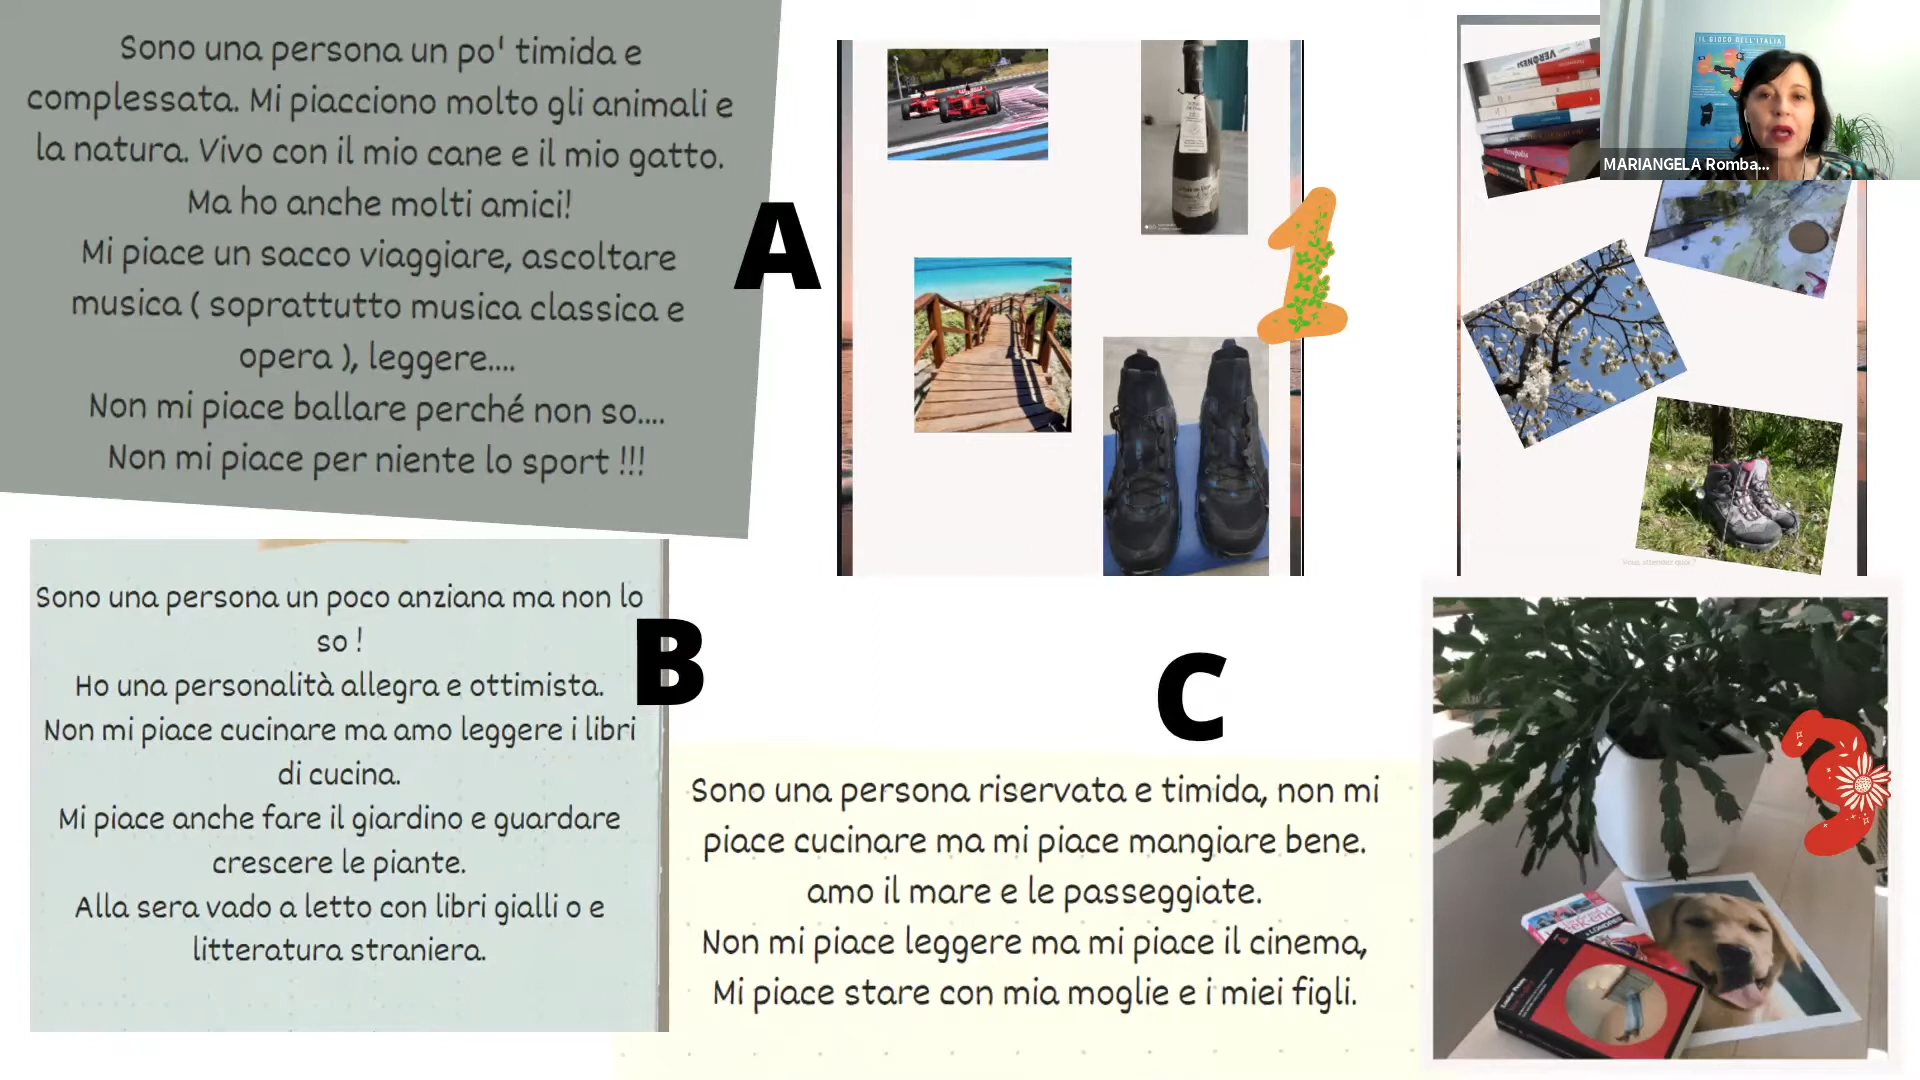 Sono una persona un po' timida e
complessata. Mi piacciono molto gli animali e
la natura. Vivo con il mio cane e il mio gatto.
Ma ho anche molti amici!
Mi piace un sacco viaggiare, ascoltare
musica ( soprattutto musica classica e
opera ), leggere....
Non mi piace ballare perché non so....
Non mi piace per niente lo sport !!!
A
Sono una persona un poco anziana ma non lo
so !
Ho una personalità allegra e ottimista.
Non mi piace cucinare ma amo leggere i libri
di cucina.
Mi piace anche fare il giardino e guardare
crescere le piante.
Alla sera vado a letto con libri gialli o e
litteratura straniera.
B
C
Sono una persona riservata e timida, non mi
piace cucinare ma mi piace mangiare bene.
amo il mare e le passeggiate.
Non mi piace leggere ma mi piace il cinema,
Mi piace stare con mia moglie e i miei figli.
1
3
VERONESI
IL GIOCO DELL'ITALIA
MARIANGELA Romba...
LONDRES